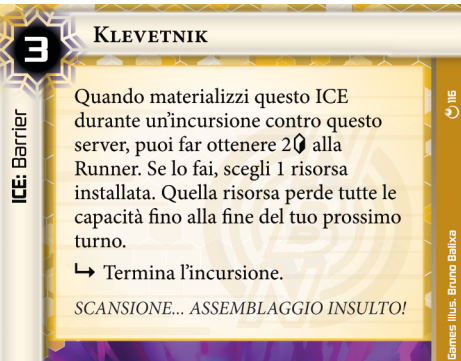 3
KLEVETNIK
ICE: Barrier
Quando materializzi questo ICE
durante un'incursione contro questo
server, puoi far ottenere 2 alla
Runner. Se lo fai, scegli 1 risorsa
installata. Quella risorsa perde tutte le
capacità fino alla fine del tuo prossimo
turno.
↳ Termina l'incursione.
SCANSIONE... ASSEMBLAGGIO INSULTO!
116
Games Illus. Bruno Balixa